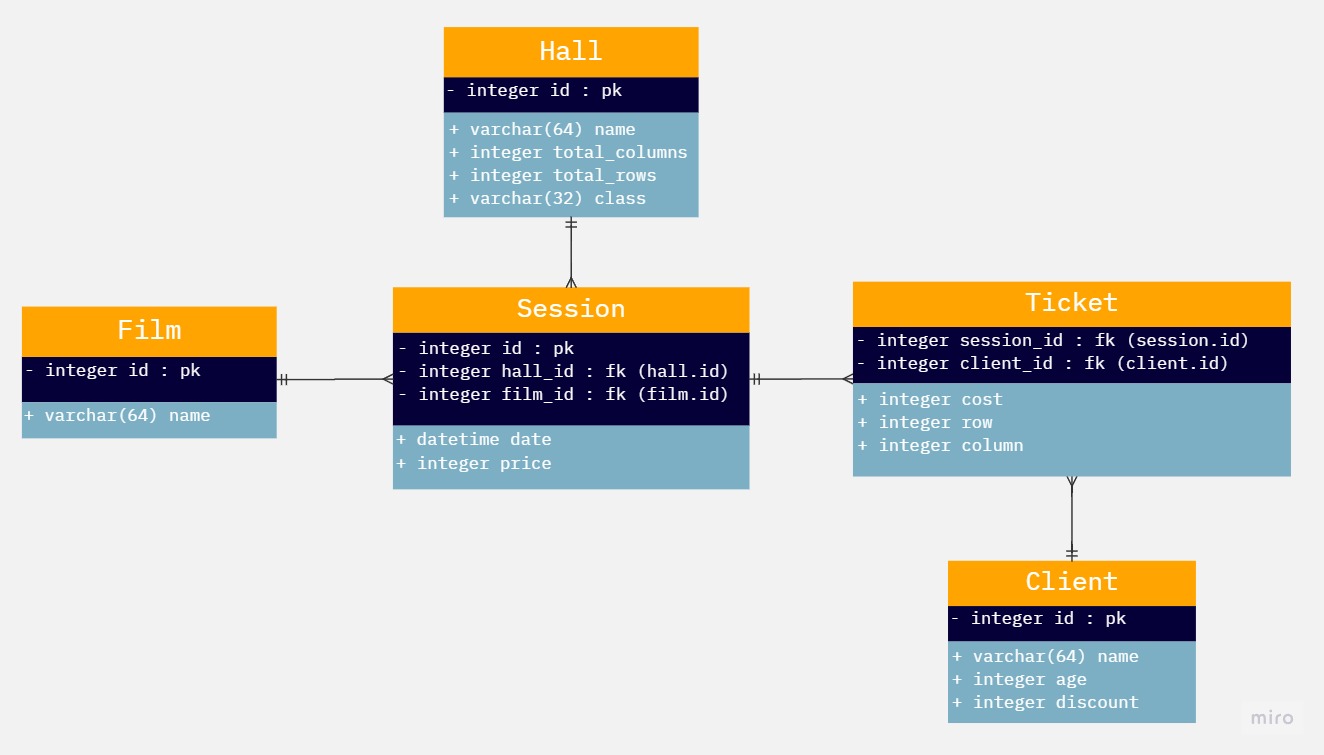 Hall
- integer id : pk
+ varchar(64) name
+ integer total_columns
+ integer total_rows
+ varchar(32) class
Film
- integer id : pk
+ varchar(64) name
Session
- integer id : pk
- integer hall_id : fk (hall.id)
- integer film_id : fk (film.id)
+ datetime date
+ integer price
Ticket
- integer session_id : fk (session.id)
- integer client_id : fk (client.id)
+ integer cost
+ integer row
+ integer column
Client
- integer id : pk
+ varchar(64) name
+ integer age
+ integer discount
miro